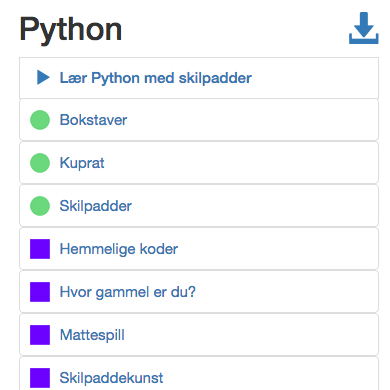 Python
Lær Python med skilpadder
Bokstaver
Kuprat
Skilpadder
Hemmelige koder
Hvor gammel er du?
Mattespill
Skilpaddekunst